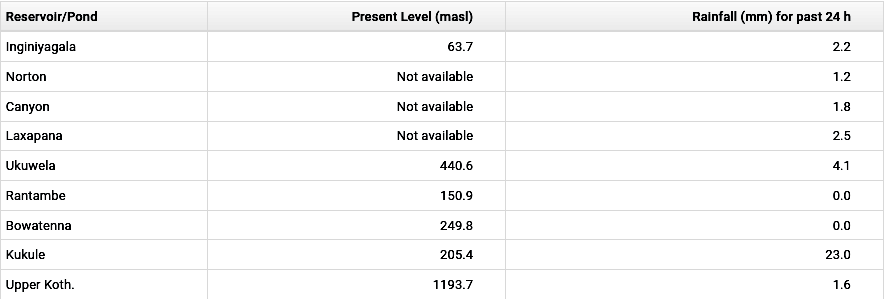 Reservoir/Pond Present Level (masl) Rainfall (mm) for past 24 h
Inginiyagala 63.7 2.2
Norton Not available 1.2
Canyon Not available 1.8
Laxapana Not available 2.5
Ukuwela 440.6 4.1
Rantambe 150.9 0.0
Bowatenna 249.8 0.0
Kukule 205.4 23.0
Upper Koth. 1193.7 1.6